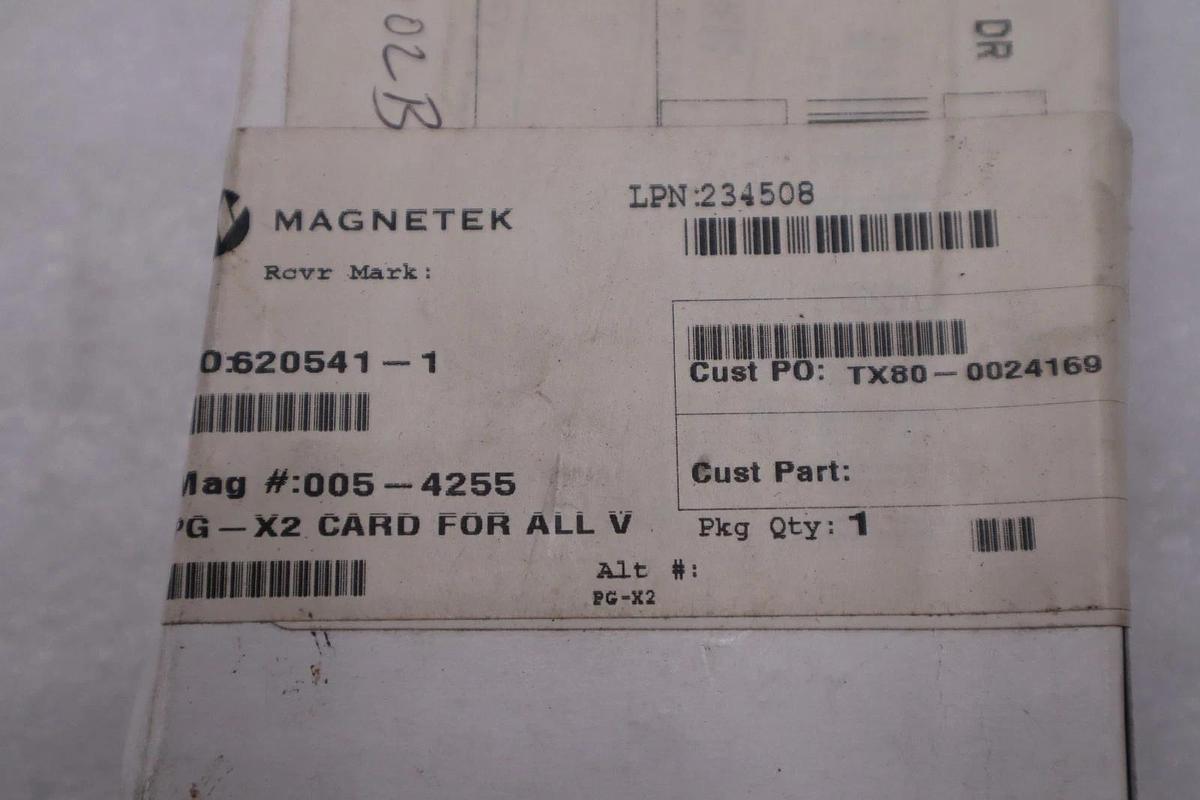 02B
DR
MAGNETEK
LPN:234508
Rcvr Mark:
O:620541-1
Cust PO: TX80-0024169
Mag #:005-4255
Cust Part:
PG-X2 CARD FOR ALL V
Pkg Qty: 1
Alt #:
PG-X2